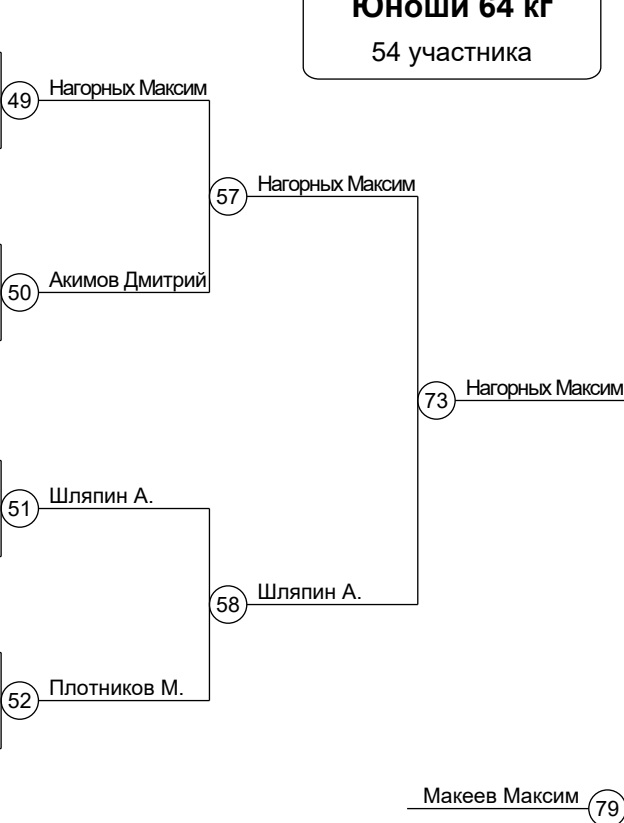 Юноши 64 кг
54 участника
49 Нагорных Максим
57 Нагорных Максим
50 Акимов Дмитрий
73 Нагорных Максим
51 Шляпин А.
58 Шляпин А.
52 Плотников М.
Макеев Максим 79